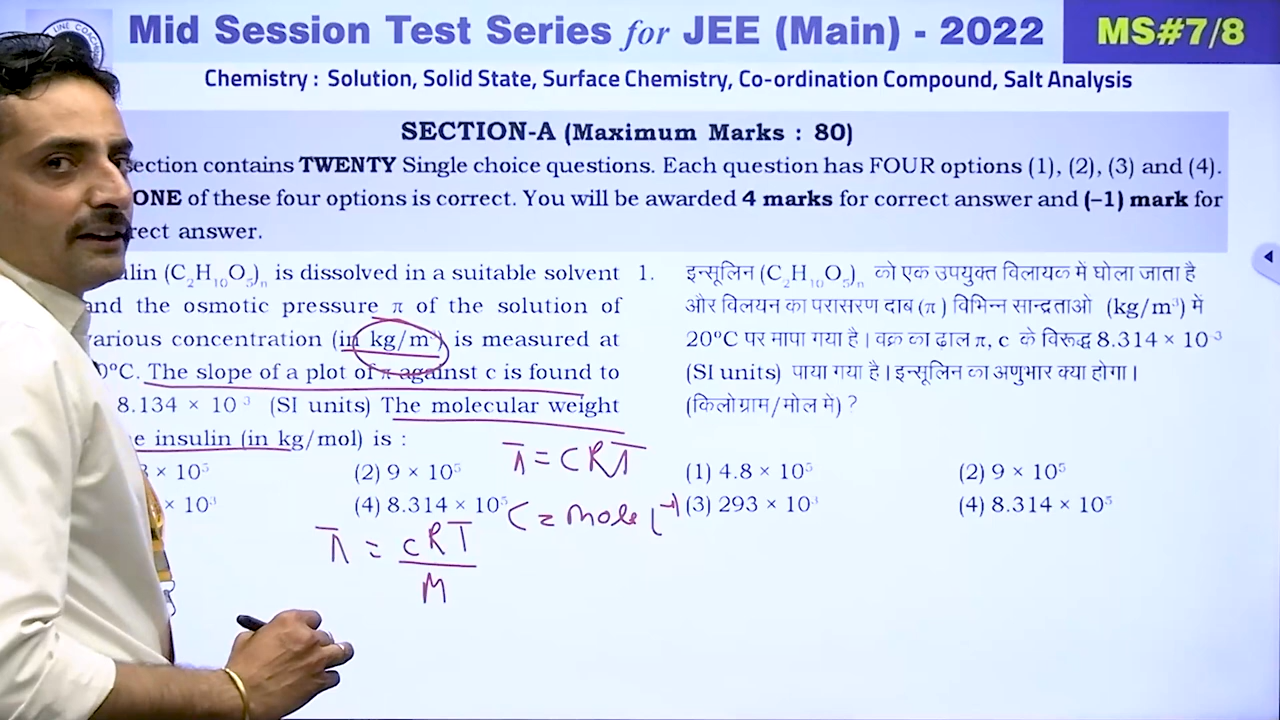 Mid Session Test Series for JEE (Main) - 2022
MS#7/8
Chemistry : Solution, Solid State, Surface Chemistry, Co-ordination Compound, Salt Analysis
SECTION-A (Maximum Marks : 80)
section contains TWENTY Single choice questions. Each question has FOUR options (1), (2), (3) and (4).
ONE of these four options is correct. You will be awarded 4 marks for correct answer and (–1) mark for
rect answer.
ulin (C₂H₁₀O₅)ₙ is dissolved in a suitable solvent
and the osmotic pressure π of the solution of
various concentration (in kg/m³) is measured at
0°C. The slope of a plot of π against c is found to
8.134 × 10⁻³ (SI units) The molecular weight
e insulin (in kg/mol) is :
8 × 10⁵ (2) 9 × 10⁵
× 10³ (4) 8.314 × 10⁵
π = CRT
C = mole L⁻¹
π = cRT/M
1. इन्सूलिन (C₂H₁₀O₅)ₙ को एक उपयुक्त विलायक में घोला जाता है
और विलयन का परासरण दाब (π) विभिन्न सान्द्रताओ (kg/m³) में
20°C पर मापा गया है। वक्र का ढाल π, c के विरूद्ध 8.314 × 10⁻³
(SI units) पाया गया है। इन्सूलिन का अणुभार क्या होगा।
(किलोग्राम/मोल में) ?
(1) 4.8 × 10⁵ (2) 9 × 10⁵
(3) 293 × 10³ (4) 8.314 × 10⁵